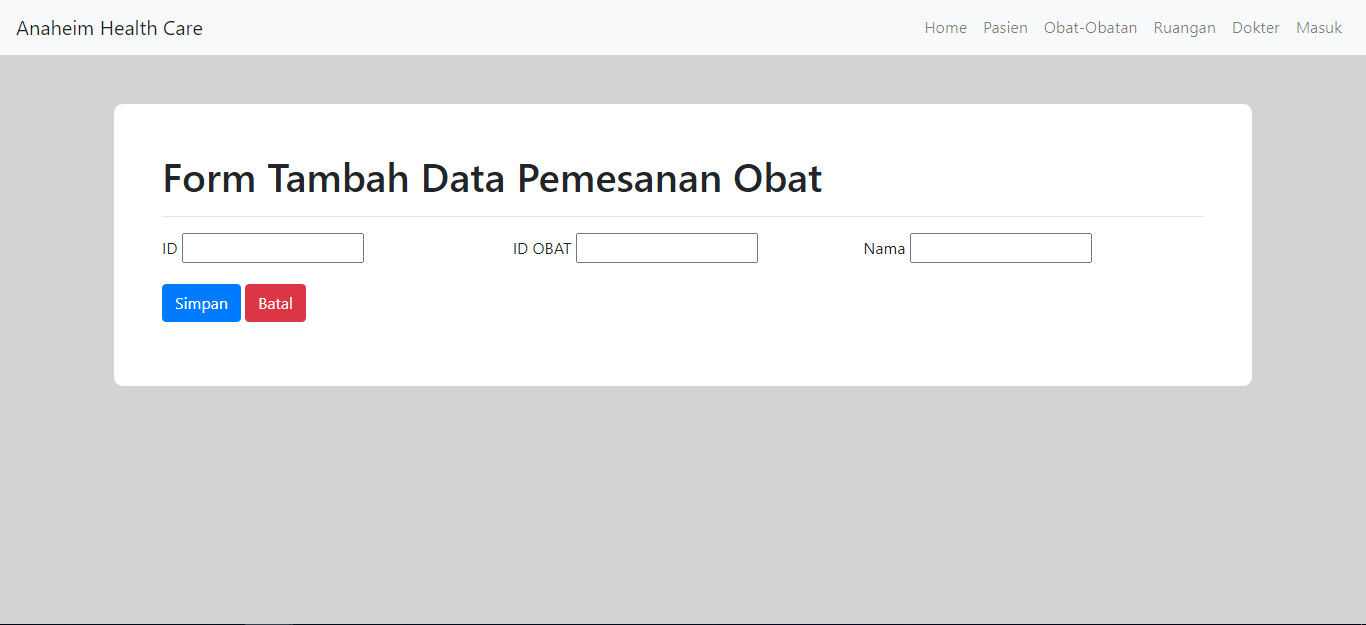 Anaheim Health Care Home Pasien Obat-Obatan Ruangan Dokter Masuk
Form Tambah Data Pemesanan Obat
ID ID OBAT Nama
Simpan Batal